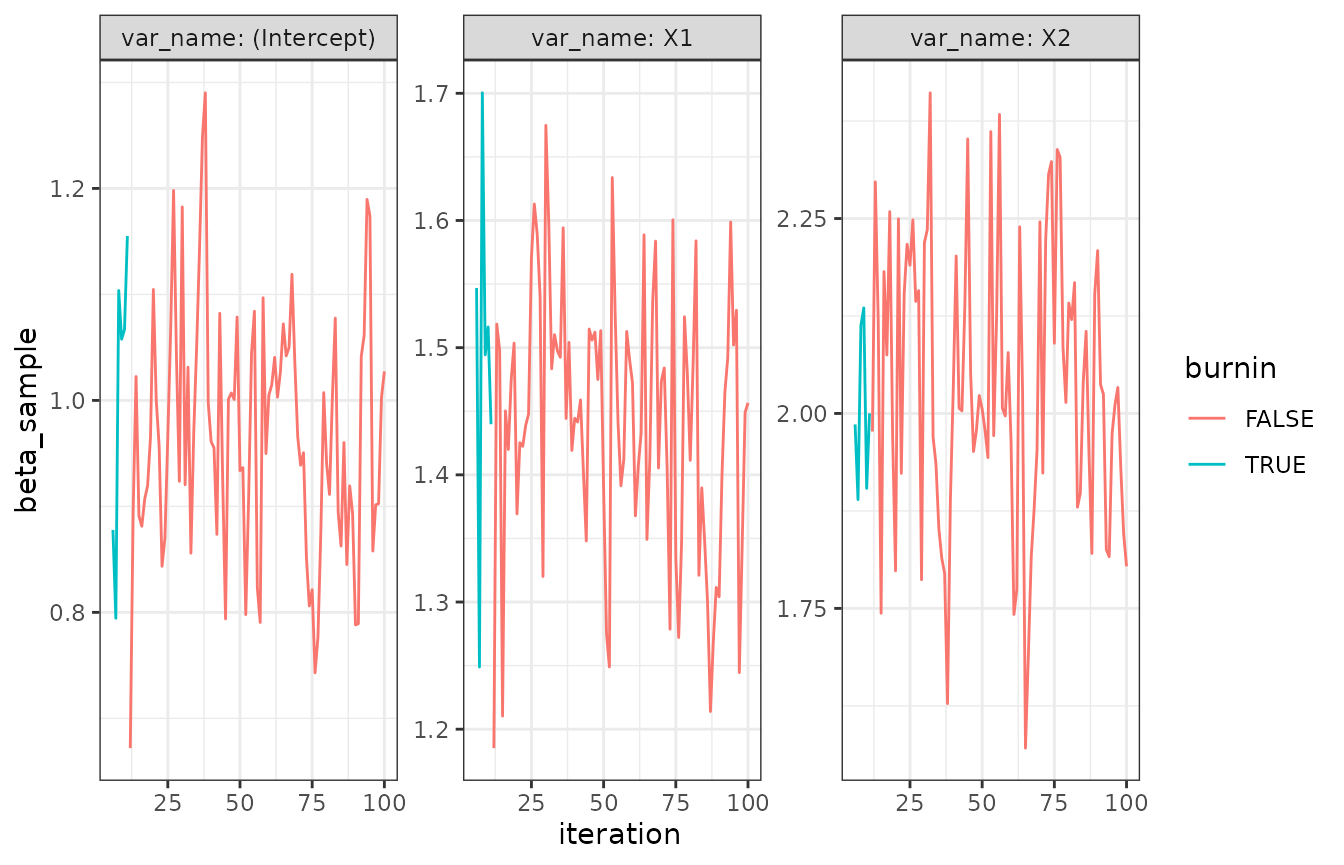 var_name: (Intercept)
var_name: X1
var_name: X2
beta_sample
1.2
1.0
0.8
1.7
1.6
1.5
1.4
1.3
1.2
2.25
2.00
1.75
25 50 75 100
25 50 75 100
25 50 75 100
iteration
burnin
FALSE
TRUE